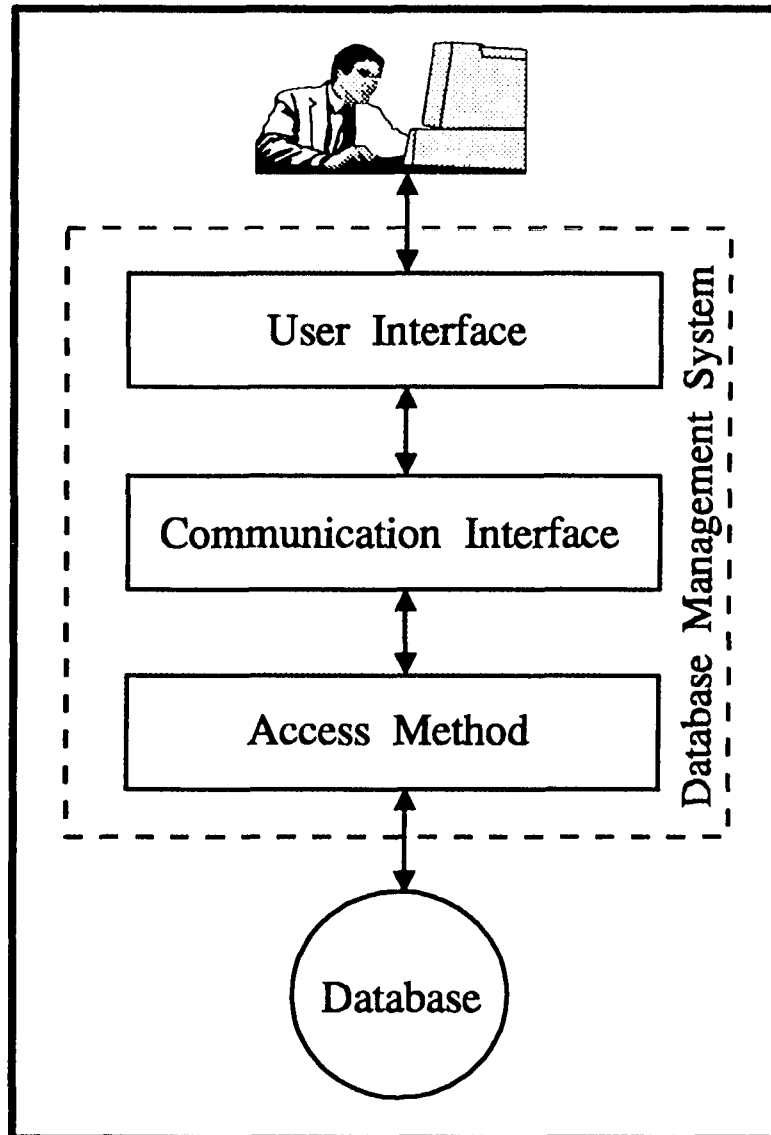 User Interface
Communication Interface
Access Method
Database Management System
Database